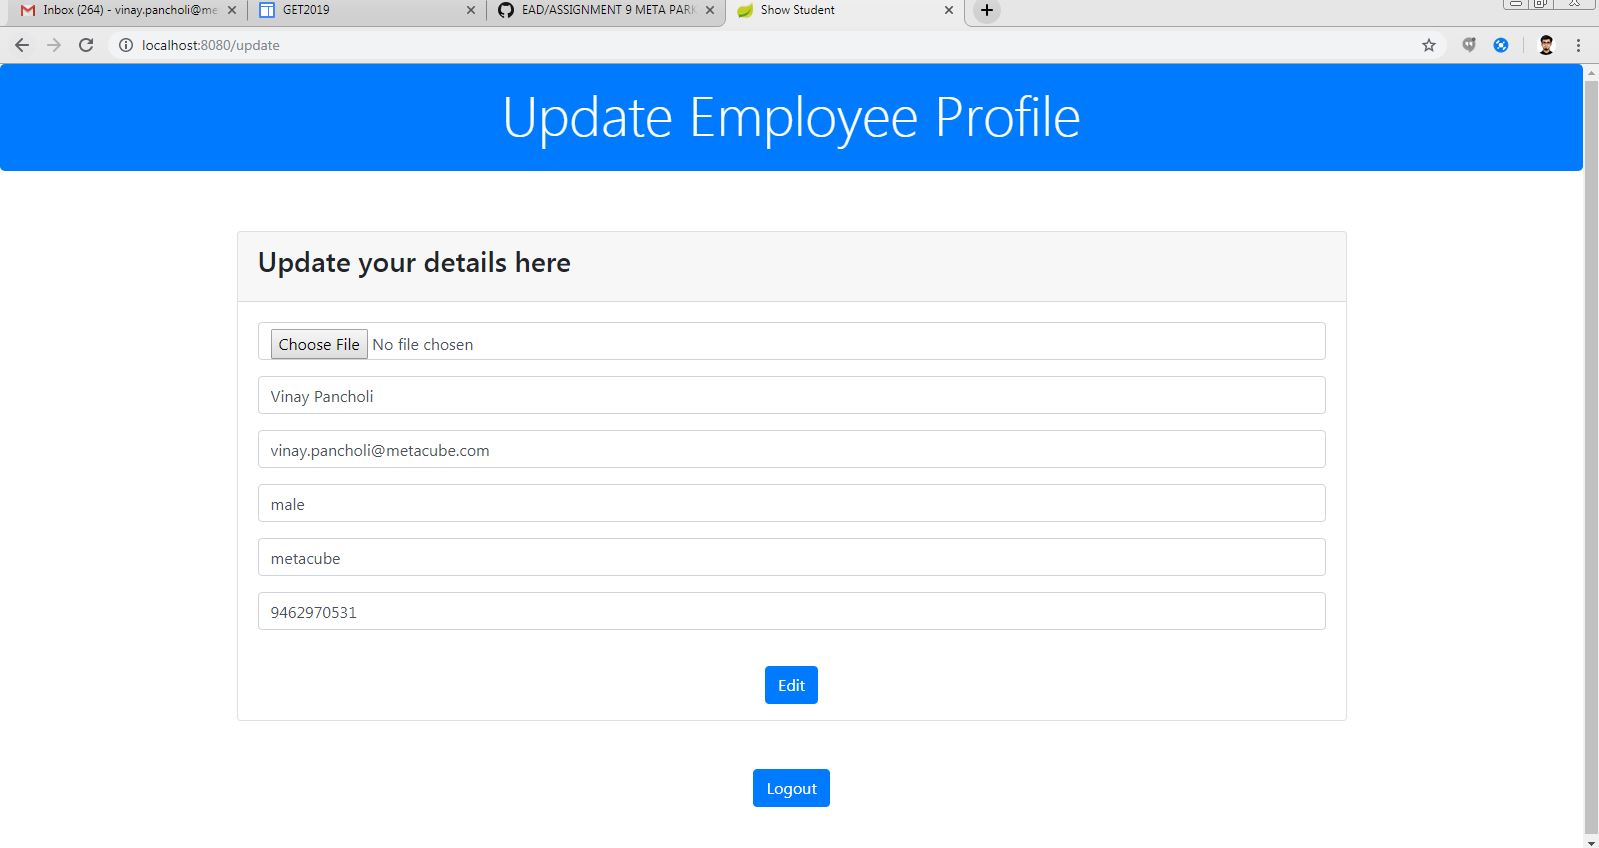 Inbox (264) - vinay.pancholi@me
GET2019
EAD/ASSIGNMENT 9 META PARK
Show Student
localhost:8080/update
Update Employee Profile
Update your details here
Choose File No file chosen
Vinay Pancholi
vinay.pancholi@metacube.com
male
metacube
9462970531
Edit
Logout